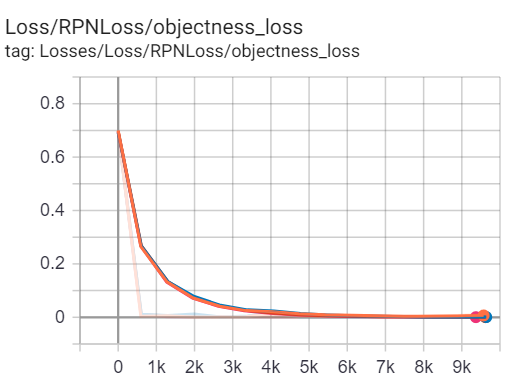 Loss/RPNLoss/objectness_loss
tag: Losses/Loss/RPNLoss/objectness_loss
0.8
0.6
0.4
0.2
0
0 1k 2k 3k 4k 5k 6k 7k 8k 9k